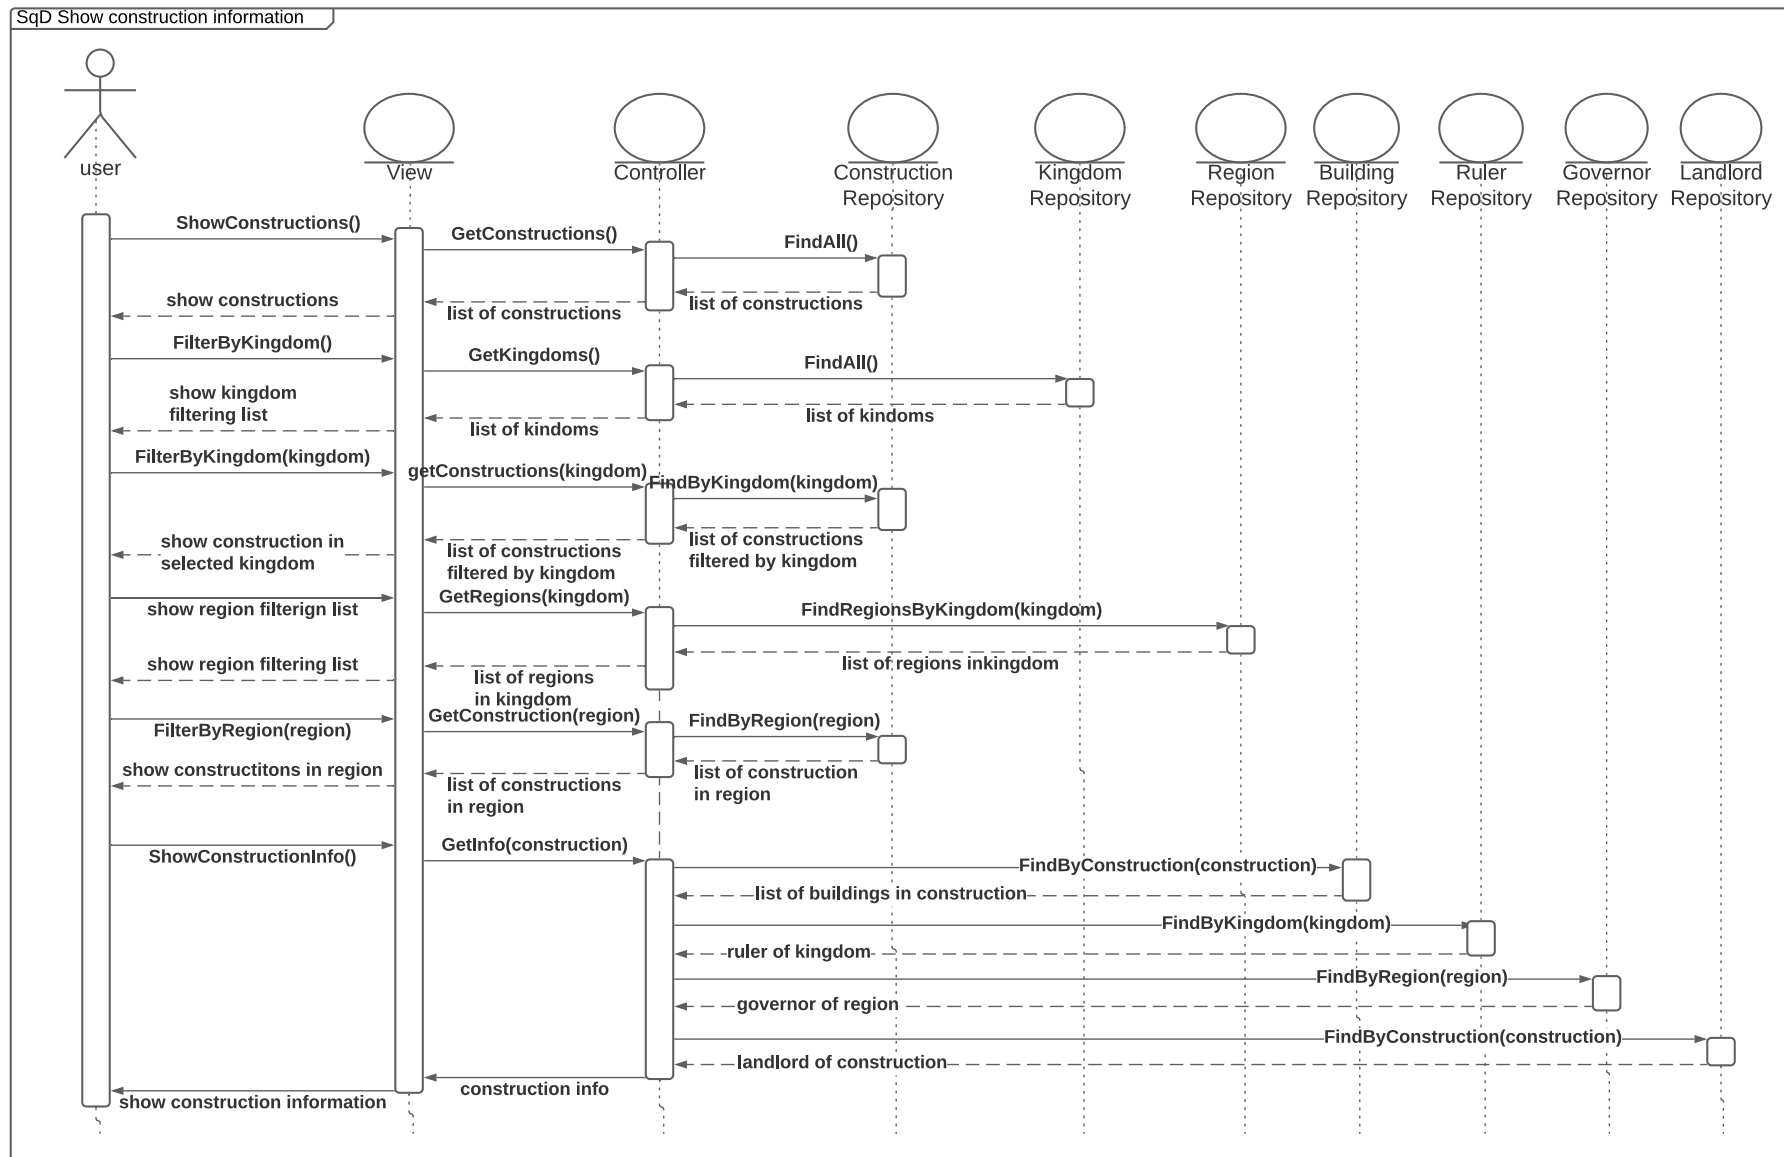 SqD Show construction information
user
View
Controller
Construction
Repository
Kingdom
Repository
Region
Repository
Building
Repository
Ruler
Repository
Governor
Repository
Landlord
Repository
ShowConstructions()
GetConstructions()
FindAll()
list of constructions
list of constructions
show constructions
FilterByKingdom()
GetKingdoms()
FindAll()
list of kindoms
list of kindoms
show kingdom
filtering list
FilterByKingdom(kingdom)
getConstructions(kingdom)
FindByKingdom(kingdom)
list of constructions
filtered by kingdom
list of constructions
filtered by kingdom
show construction in
selected kingdom
show region filterign list
GetRegions(kingdom)
FindRegionsByKingdom(kingdom)
list of regions inkingdom
list of regions
in kingdom
show region filtering list
FilterByRegion(region)
GetConstruction(region)
FindByRegion(region)
list of construction
in region
list of constructions
in region
show constructitons in region
ShowConstructionInfo()
GetInfo(construction)
FindByConstruction(construction)
list of buildings in construction
FindByKingdom(kingdom)
ruler of kingdom
FindByRegion(region)
governor of region
FindByConstruction(construction)
landlord of construction
construction info
show construction information